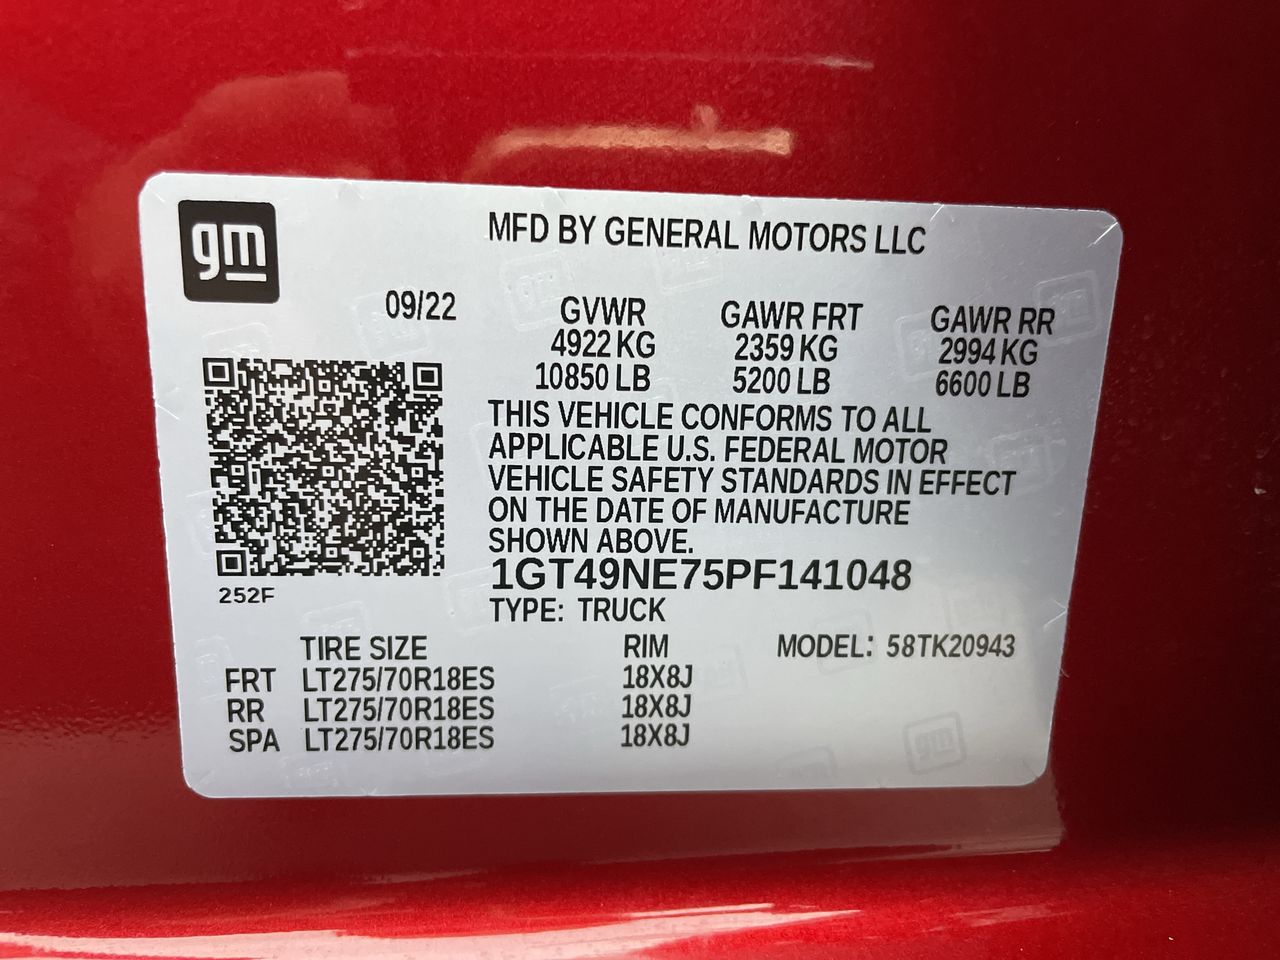 gm
MFD BY GENERAL MOTORS LLC
09/22 GVWR GAWR FRT GAWR RR
4922 KG 2359 KG 2994 KG
10850 LB 5200 LB 6600 LB
THIS VEHICLE CONFORMS TO ALL
APPLICABLE U.S. FEDERAL MOTOR
VEHICLE SAFETY STANDARDS IN EFFECT
ON THE DATE OF MANUFACTURE
SHOWN ABOVE.
1GT49NE75PF141048
252F
TYPE: TRUCK
TIRE SIZE RIM MODEL: 58TK20943
FRT LT275/70R18ES 18X8J
RR LT275/70R18ES 18X8J
SPA LT275/70R18ES 18X8J
gm